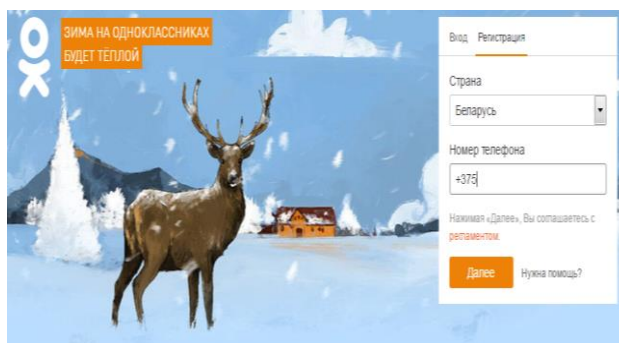 ЗИМА НА ОДНОКЛАССНИКАХ
БУДЕТ ТЁПЛОЙ
Вход Регистрация
Страна
Беларусь
Номер телефона
+375
Нажимая «Далее», Вы соглашаетесь с
регламентом.
Далее Нужна помощь?